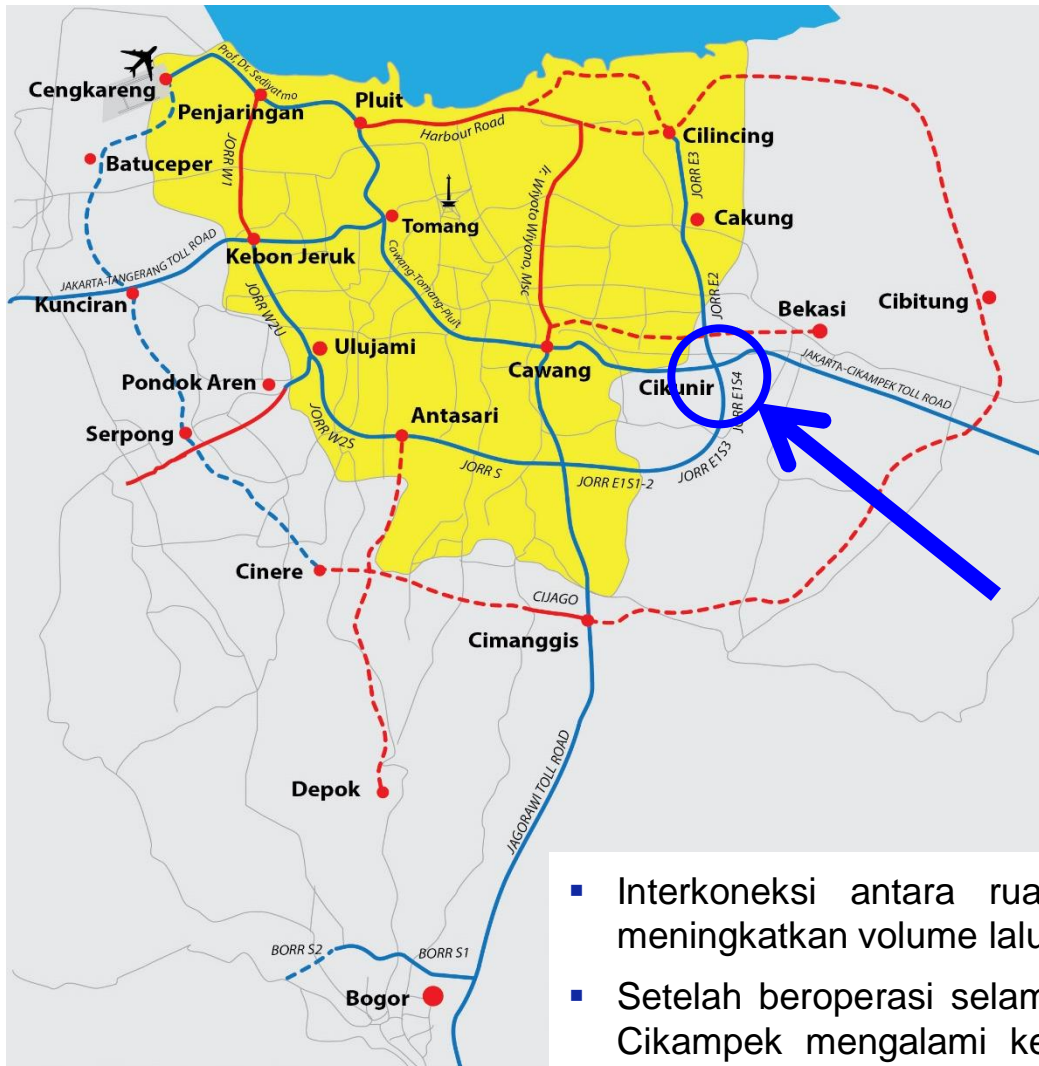 Cengkareng
Prof. Dr. Sediyatmo
Penjaringan
Pluit
Harbour Road
Cilincing
Batuceper
JORR W1
Ir. Wiyoto Wiyono, Msc
JORR E3
Tomang
Cakung
JAKARTA-TANGERANG TOLL ROAD
Kebon Jeruk
Cawang-Tomang-Pluit
JORR E2
Kunciran
JORR W2U
Bekasi
Cibitung
Ulujami
Cawang
JAKARTA-CIKAMPEK TOLL ROAD
Pondok Aren
Cikunir
JORR E1S4
Serpong
JORR W2S
Antasari
JORR S
JORR E1S1-2
JORR E1S3
Cinere
CIJAGO
Cimanggis
Depok
JAGORAWI TOLL ROAD
BORR S2
BORR S1
Bogor
▪ Interkoneksi antara rua
meningkatkan volume lalu
▪ Setelah beroperasi selam
Cikampek mengalami ke